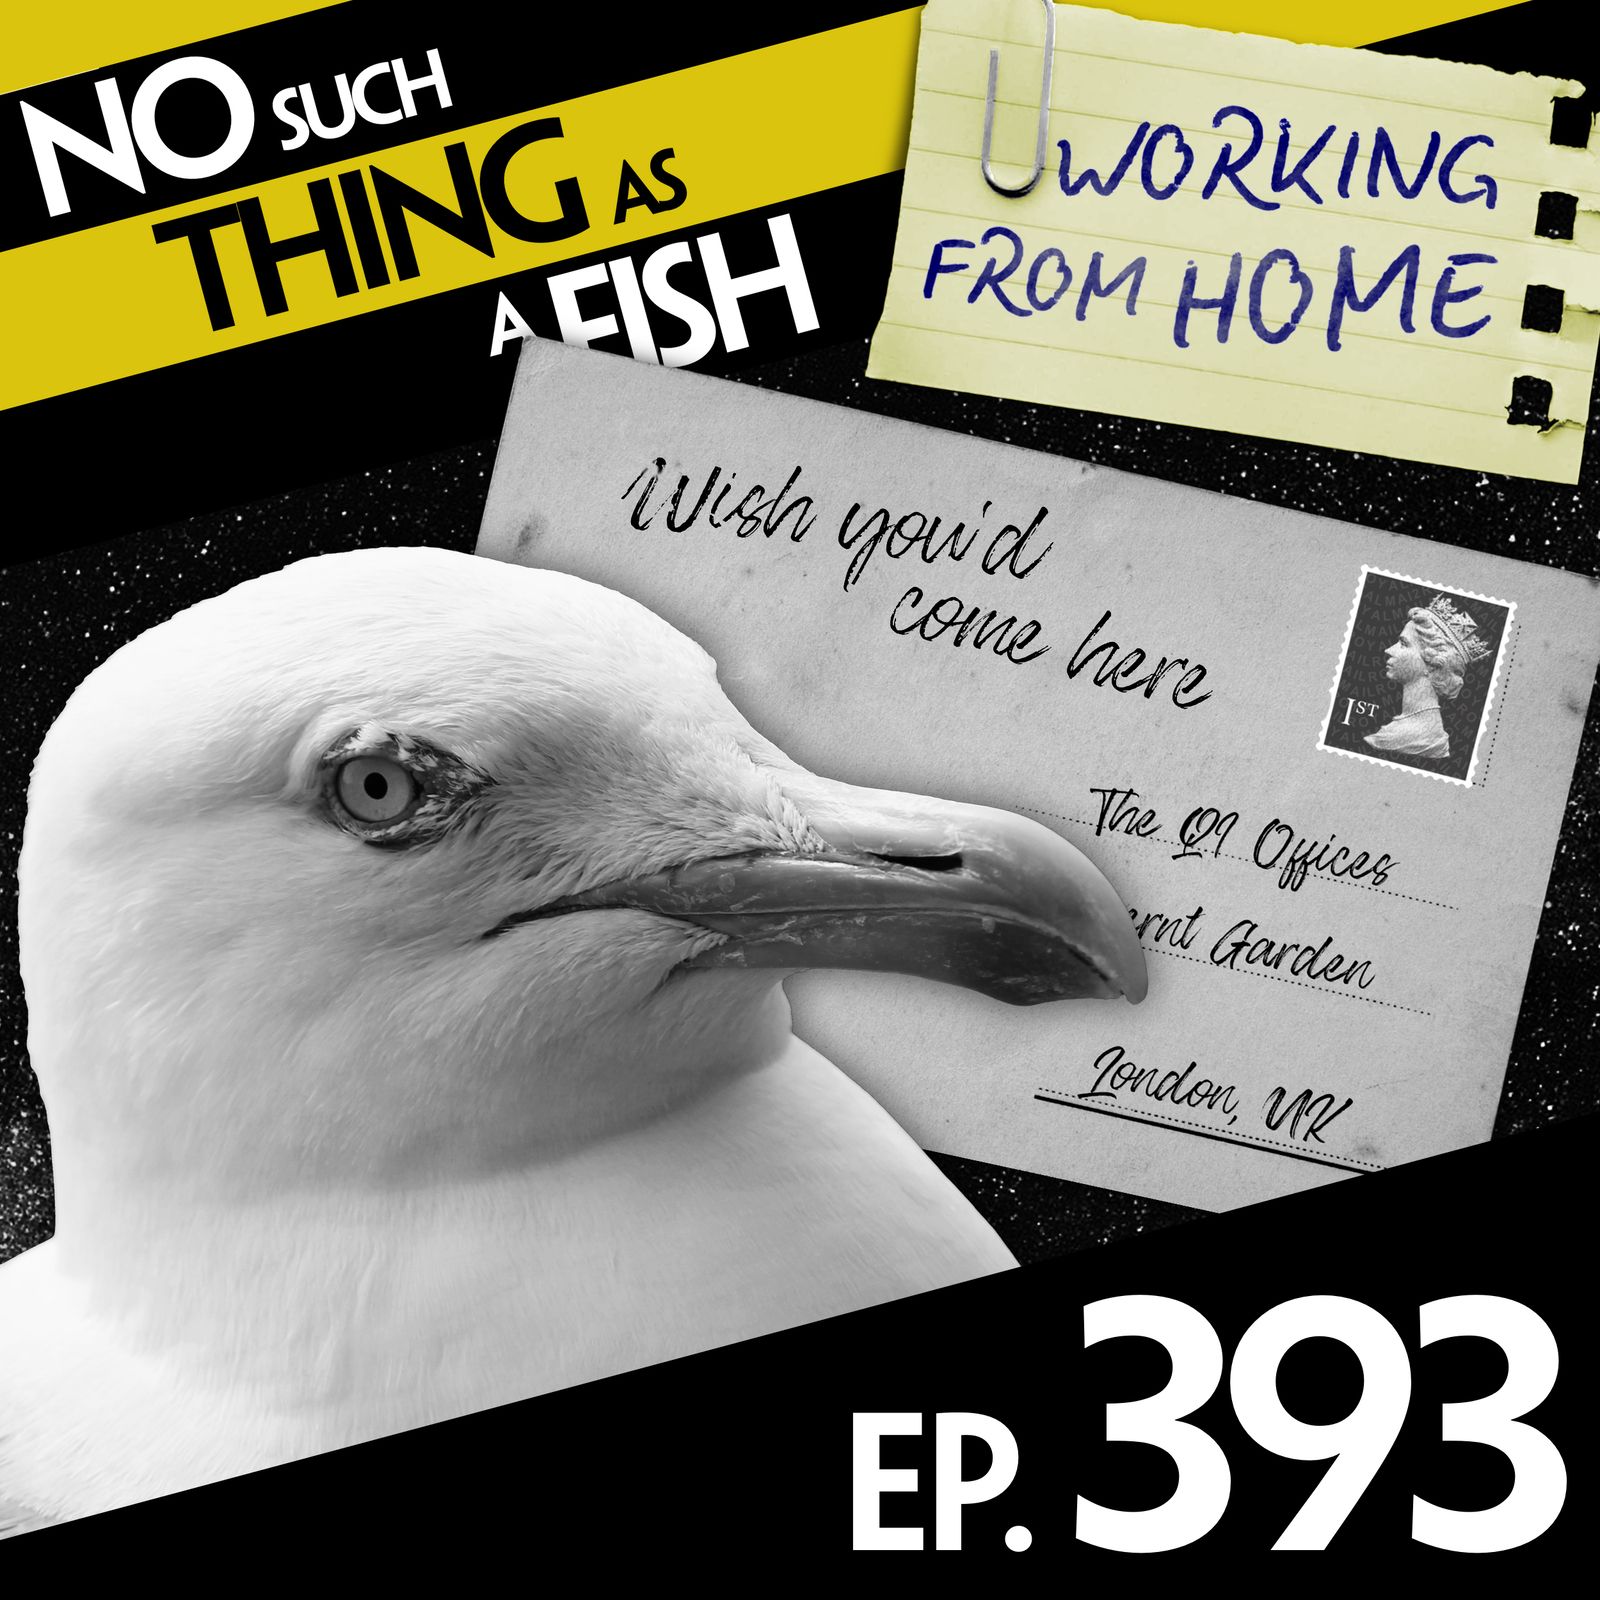 NO SUCH
THING AS
A FISH
WORKING
FROM HOME
Wish you'd
come here
1ST
The QI Offices
Garden
London, UK
EP. 393